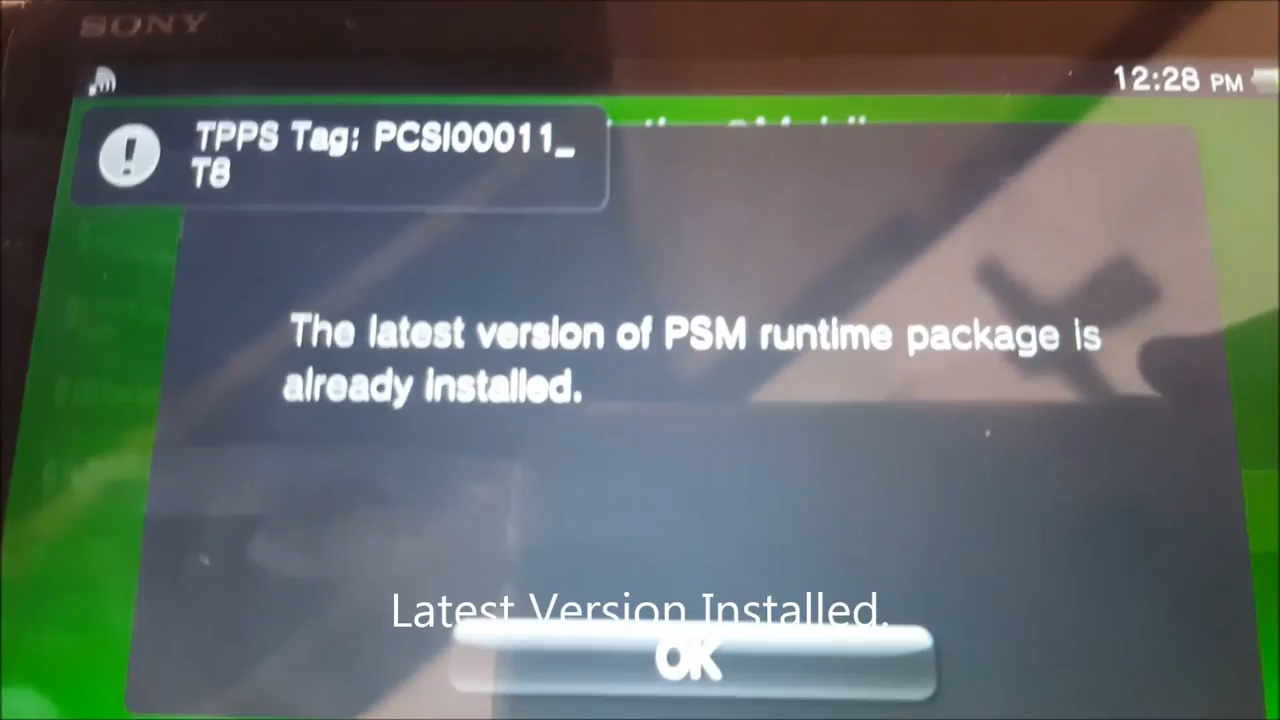 SONY
12:28 PM
TPPS Tag: PCSI00011_
T8
The latest version of PSM runtime package is
already installed.
Latest Version Installed.
OK